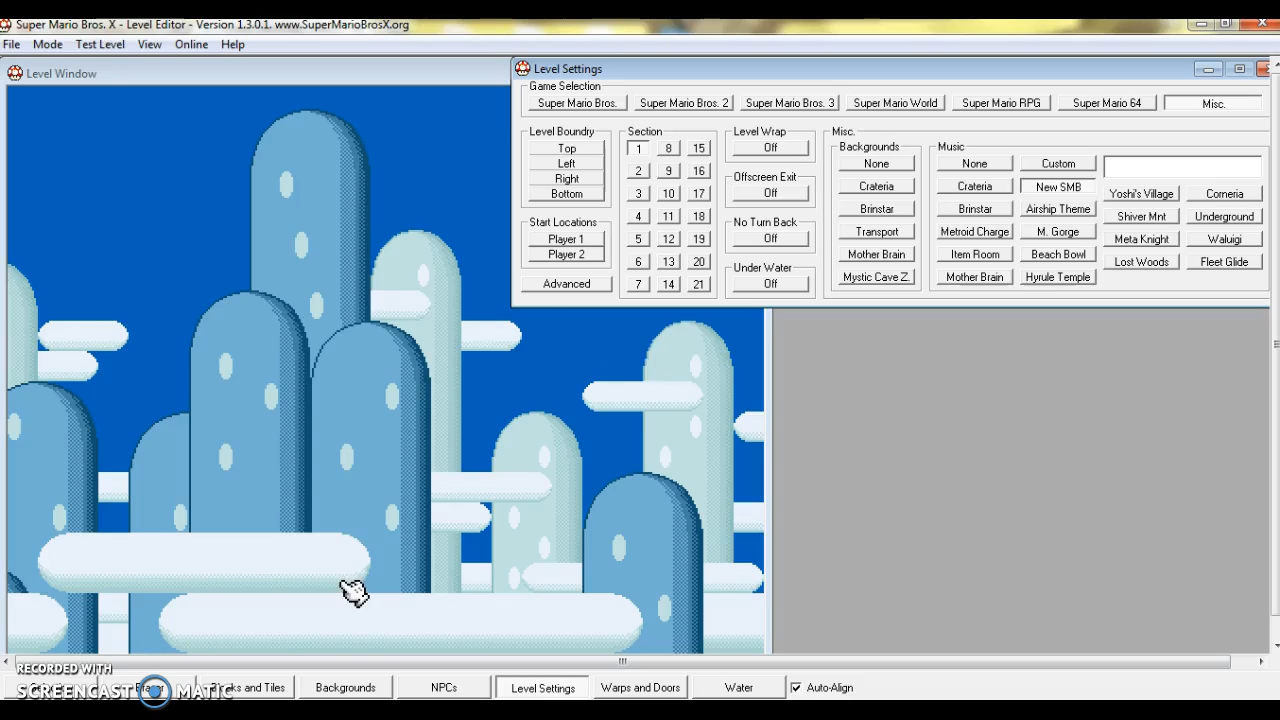 Super Mario Bros. X - Level Editor - Version 1.3.0.1. www.SuperMarioBrosX.org
File Mode Test Level View Online Help
Level Window
Level Settings
Game Selection
Super Mario Bros. Super Mario Bros. 2 Super Mario Bros. 3 Super Mario World Super Mario RPG Super Mario 64 Misc.
Level Boundry
Top
Left
Right
Bottom
Start Locations
Player 1
Player 2
Advanced
Section
1 8 15
2 9 16
3 10 17
4 11 18
5 12 19
6 13 20
7 14 21
Level Wrap
Off
Offscreen Exit
Off
No Turn Back
Off
Under Water
Off
Misc.
Backgrounds
None
Crateria
Brinstar
Transport
Mother Brain
Mystic Cave Z.
Music
None Custom
Crateria New SMB Yoshi's Village Corneria
Brinstar Airship Theme Shiver Mnt Underground
Metroid Charge M. Gorge Meta Knight Waluigi
Item Room Beach Bowl Lost Woods Fleet Glide
Mother Brain Hyrule Temple
RECORDED WITH
SCREENCAST MATIC
and Tiles Backgrounds NPCs Level Settings Warps and Doors Water Auto-Align